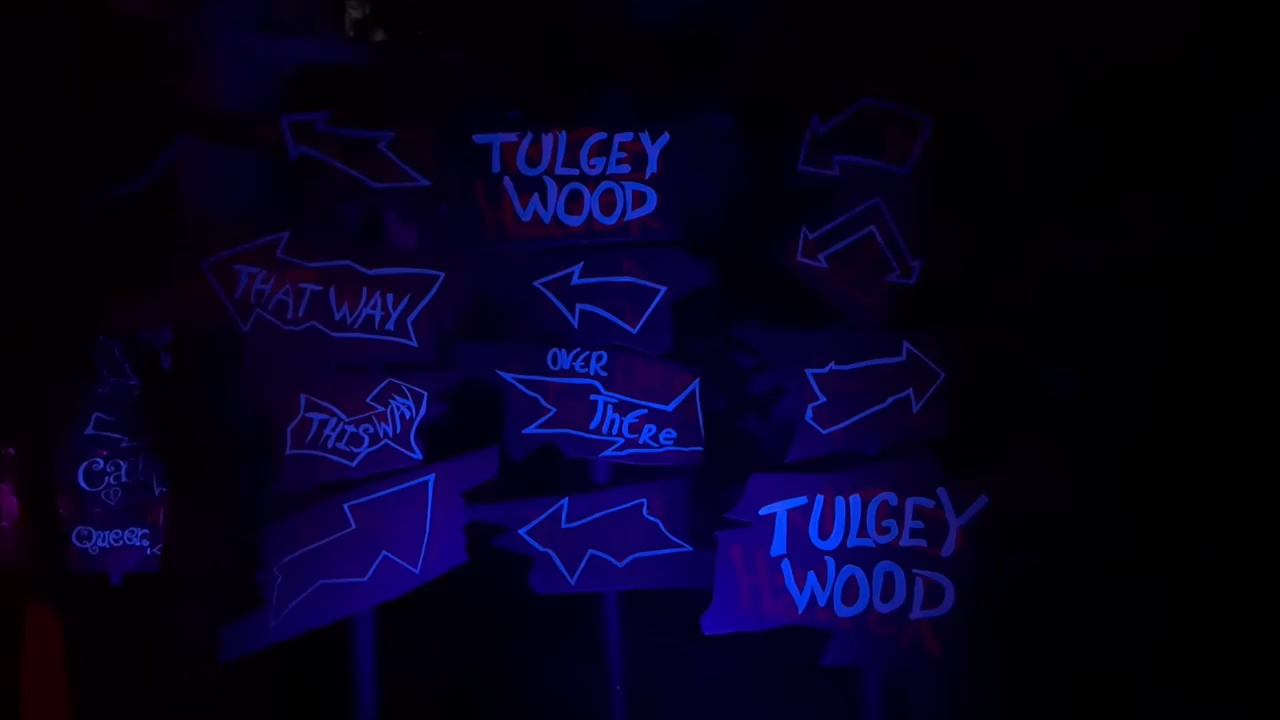 TULGEY
WOOD
THAT WAY
OVER
THERE
THIS WAY
TULGEY
WOOD
Queen